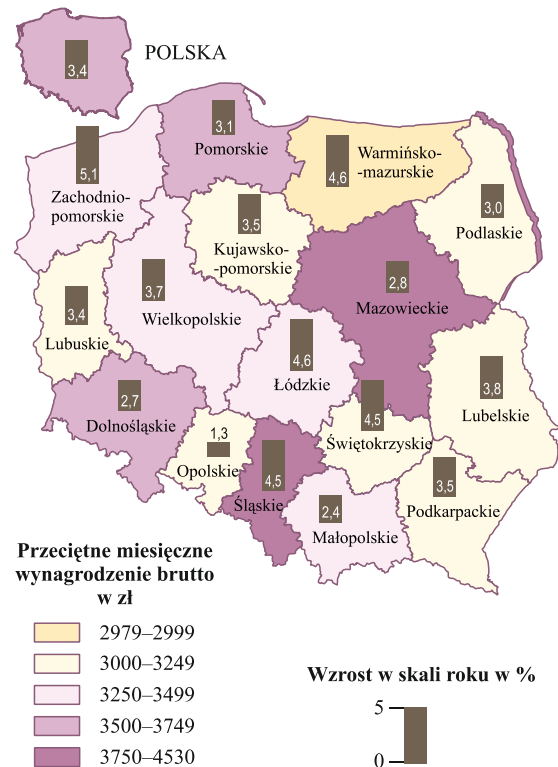 3,4
POLSKA
5,1
Zachodnio-
pomorskie
3,1
Pomorskie
4,6
Warmińsko-
-mazurskie
3,0
Podlaskie
3,5
Kujawsko-
-pomorskie
3,7
Wielkopolskie
2,8
Mazowieckie
3,4
Lubuskie
4,6
Łódzkie
3,8
Lubelskie
2,7
Dolnośląskie
1,3
Opolskie
4,5
Śląskie
4,5
Świętokrzyskie
2,4
Małopolskie
3,5
Podkarpackie
Przeciętne miesięczne
wynagrodzenie brutto
w zł
2979–2999
3000–3249
3250–3499
3500–3749
3750–4530
Wzrost w skali roku w %
5
0